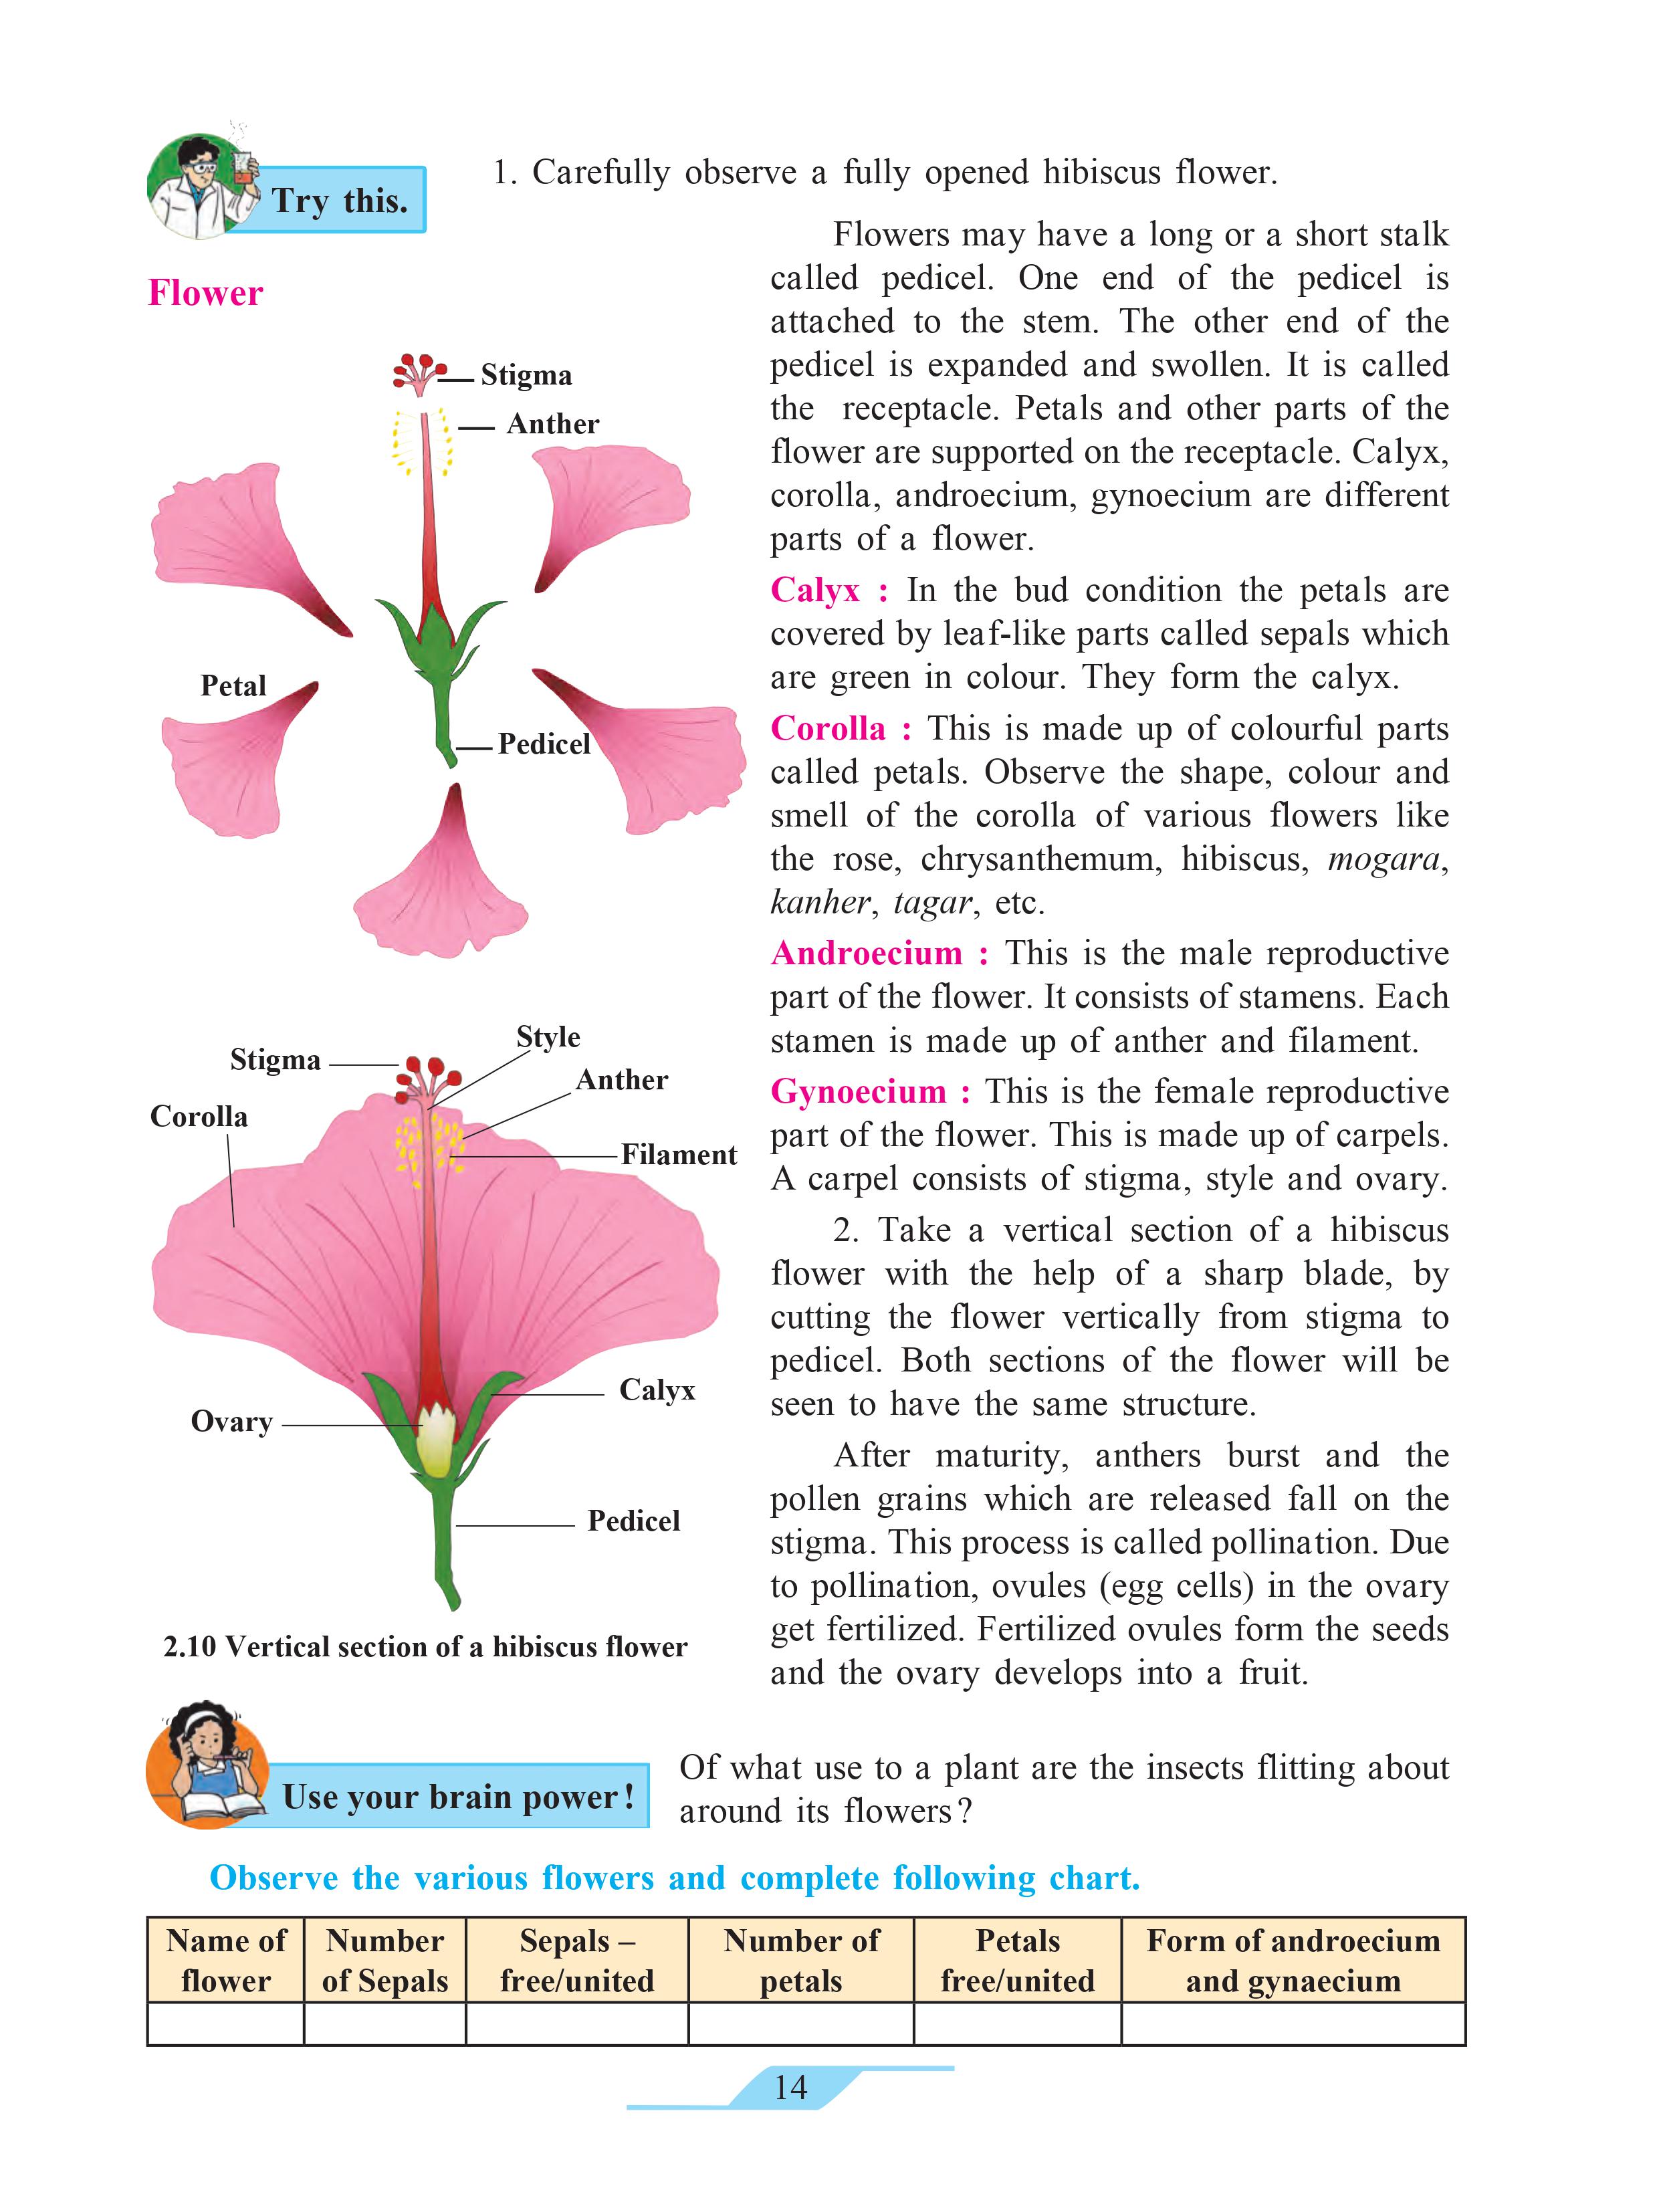 Try this.
1. Carefully observe a fully opened hibiscus flower.
Flower
Stigma
Anther
Petal
Pedicel
Flowers may have a long or a short stalk
called pedicel. One end of the pedicel is
attached to the stem. The other end of the
pedicel is expanded and swollen. It is called
the receptacle. Petals and other parts of the
flower are supported on the receptacle. Calyx,
corolla, androecium, gynoecium are different
parts of a flower.
Calyx : In the bud condition the petals are
covered by leaf-like parts called sepals which
are green in colour. They form the calyx.
Corolla : This is made up of colourful parts
called petals. Observe the shape, colour and
smell of the corolla of various flowers like
the rose, chrysanthemum, hibiscus, mogara,
kanher, tagar, etc.
Androecium : This is the male reproductive
part of the flower. It consists of stamens. Each
stamen is made up of anther and filament.
Gynoecium : This is the female reproductive
part of the flower. This is made up of carpels.
A carpel consists of stigma, style and ovary.
2. Take a vertical section of a hibiscus
flower with the help of a sharp blade, by
cutting the flower vertically from stigma to
pedicel. Both sections of the flower will be
seen to have the same structure.
After maturity, anthers burst and the
pollen grains which are released fall on the
stigma. This process is called pollination. Due
to pollination, ovules (egg cells) in the ovary
get fertilized. Fertilized ovules form the seeds
and the ovary develops into a fruit.
Style
Stigma
Anther
Corolla
Filament
Calyx
Ovary
Pedicel
2.10 Vertical section of a hibiscus flower
Use your brain power!
Of what use to a plant are the insects flitting about
around its flowers?
Observe the various flowers and complete following chart.
Name of
flower
Number
of Sepals
Sepals –
free/united
Number of
petals
Petals
free/united
Form of androecium
and gynaecium
14